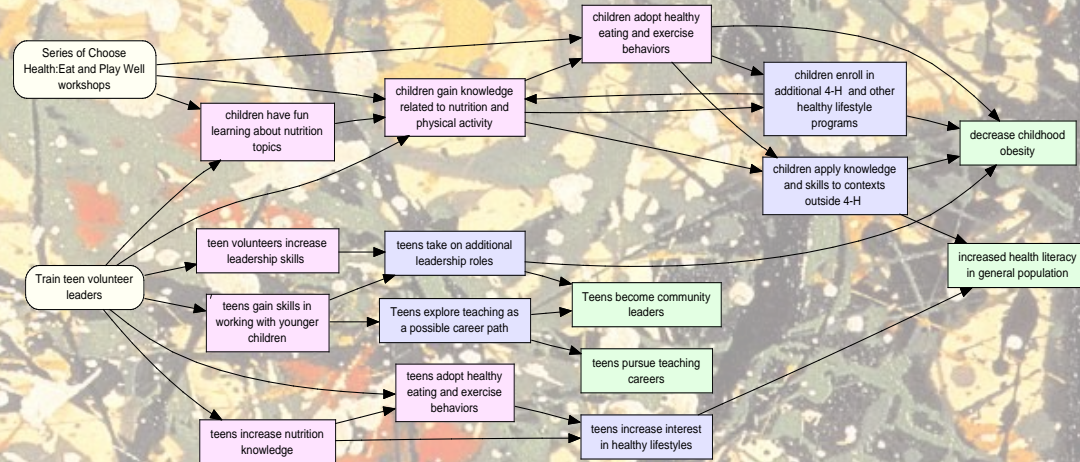 Series of Choose
Health:Eat and Play Well
workshops
children adopt healthy
eating and exercise
behaviors
children gain knowledge
related to nutrition and
physical activity
children enroll in
additional 4-H and other
healthy lifestyle
programs
children have fun
learning about nutrition
topics
decrease childhood
obesity
children apply knowledge
and skills to contexts
outside 4-H
teen volunteers increase
leadership skills
teens take on additional
leadership roles
increased health literacy
in general population
Train teen volunteer
leaders
teens gain skills in
working with younger
children
Teens explore teaching as
a possible career path
Teens become community
leaders
teens pursue teaching
careers
teens adopt healthy
eating and exercise
behaviors
teens increase nutrition
knowledge
teens increase interest
in healthy lifestyles